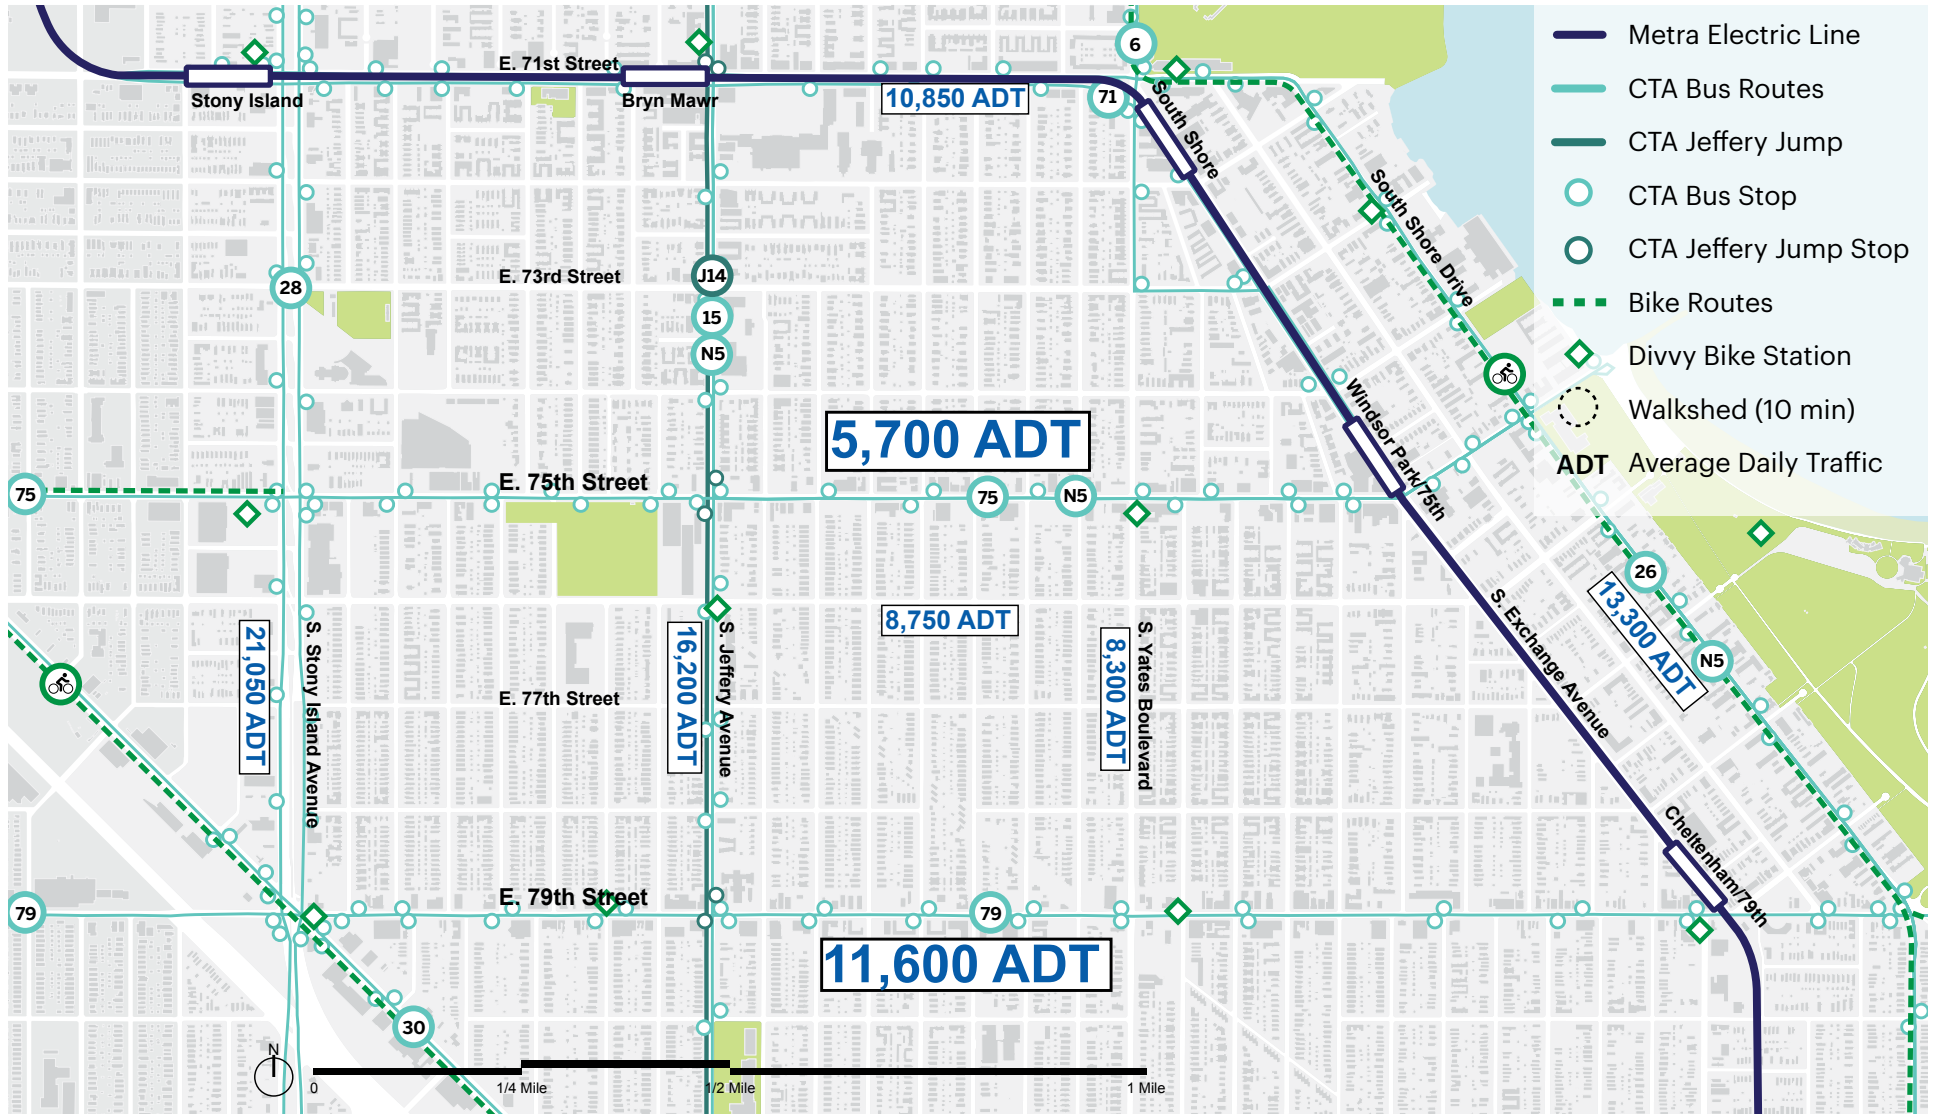 Metra Electric Line
CTA Bus Routes
CTA Jeffery Jump
CTA Bus Stop
CTA Jeffery Jump Stop
Bike Routes
Divvy Bike Station
Walkshed (10 min)
ADT Average Daily Traffic
6
E. 71st Street
Stony Island
Bryn Mawr
10,850 ADT
71
South Shore
South Shore Drive
28
E. 73rd Street
J14
15
N5
Windsor Park/75th
5,700 ADT
75
E. 75th Street
75
N5
26
13,300 ADT
N5
21,050 ADT
S. Stony Island Avenue
16,200 ADT
S. Jeffery Avenue
8,750 ADT
8,300 ADT
S. Yates Boulevard
S. Exchange Avenue
E. 77th Street
Cheltenham/79th
79
E. 79th Street
79
11,600 ADT
30
N
0
1/4 Mile
1/2 Mile
1 Mile